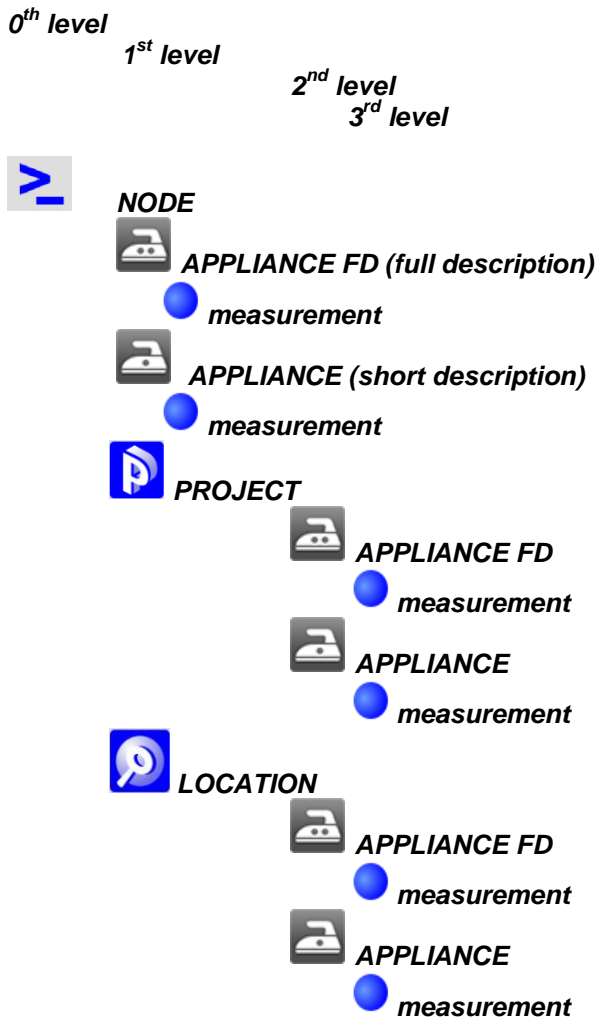 0th level
1st level
2nd level
3rd level
>_
NODE
APPLIANCE FD (full description)
measurement
APPLIANCE (short description)
measurement
PROJECT
APPLIANCE FD
measurement
APPLIANCE
measurement
LOCATION
APPLIANCE FD
measurement
APPLIANCE
measurement